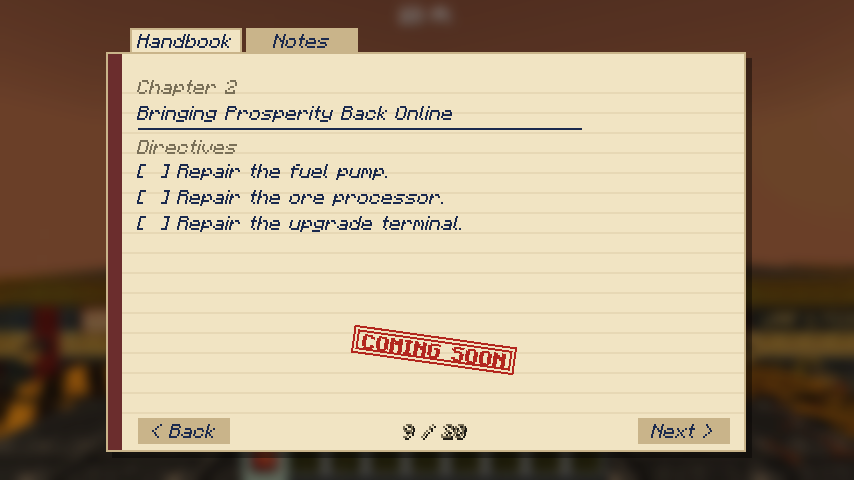 Handbook Notes
Chapter 2
Bringing Prosperity Back Online
Directives
[ ] Repair the fuel pump.
[ ] Repair the ore processor.
[ ] Repair the upgrade terminal.
COMING SOON
< Back 9 / 20 Next >